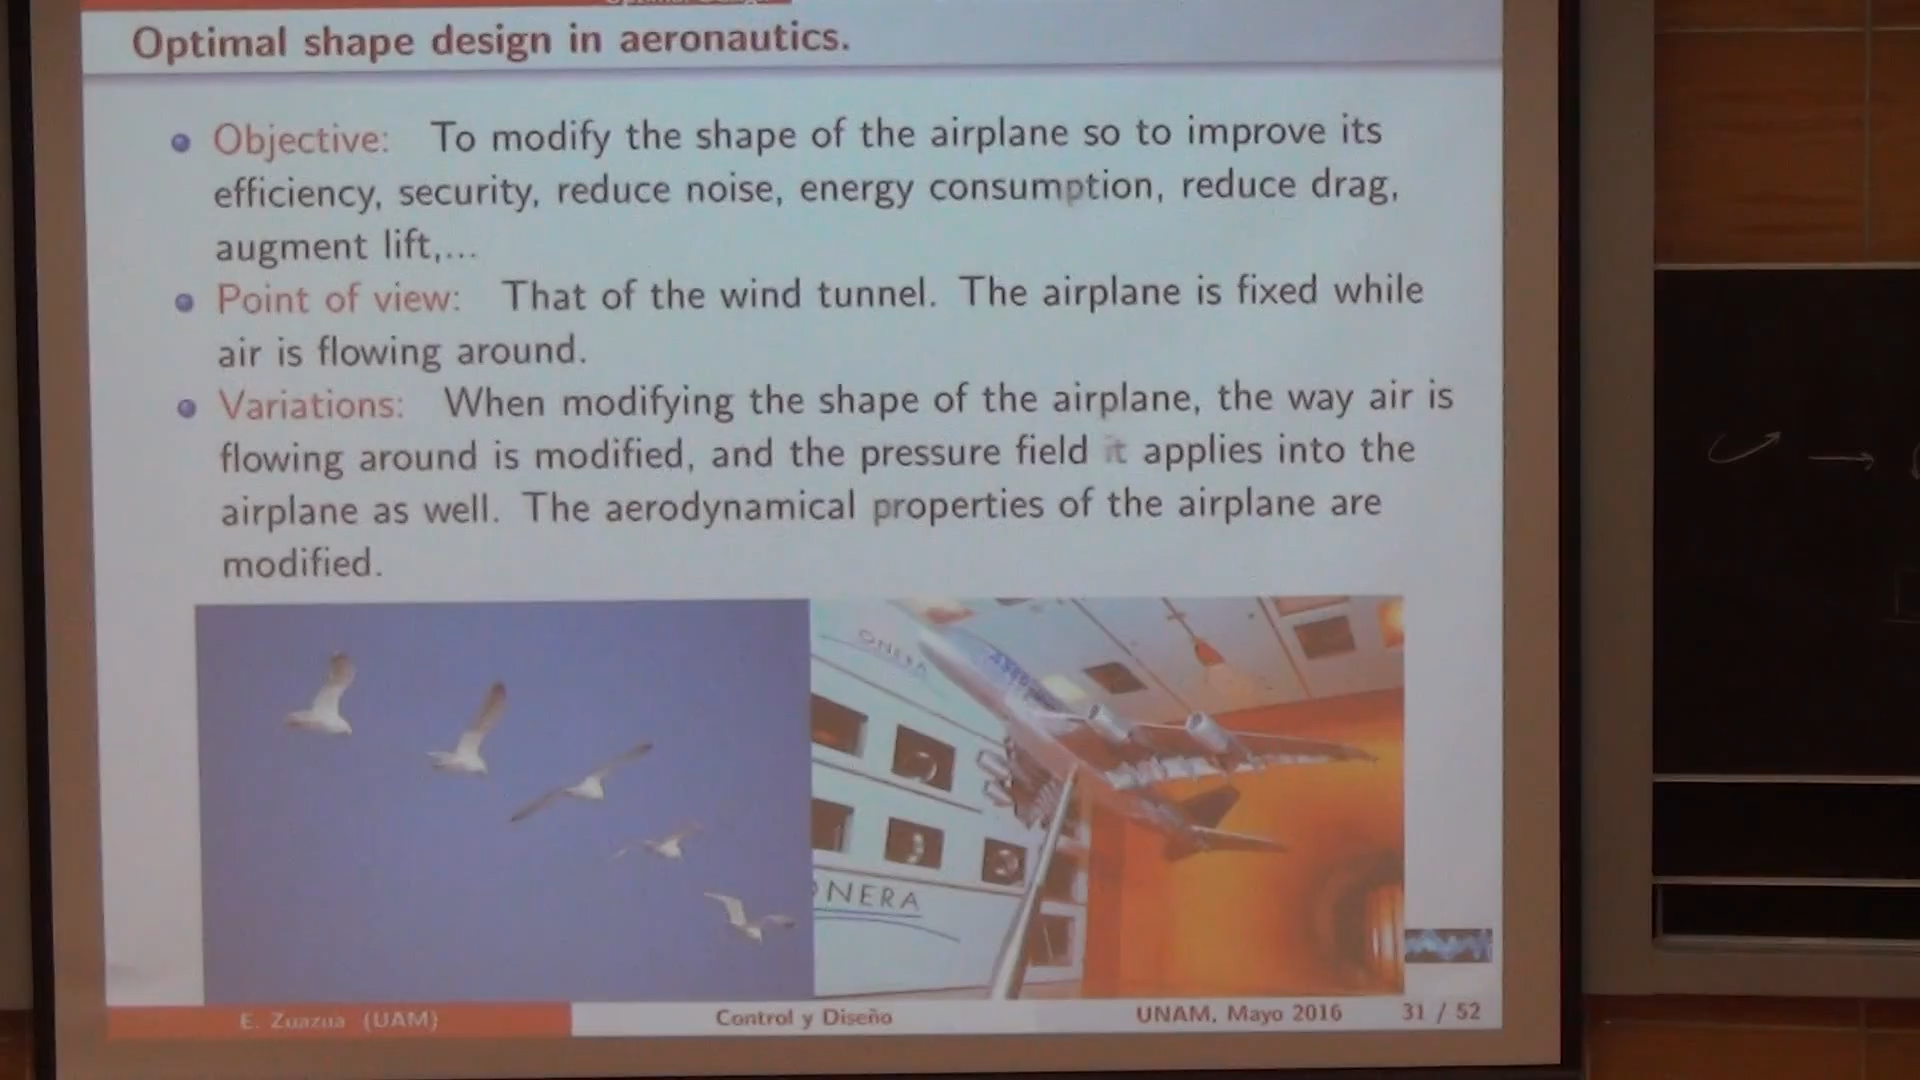 Optimal shape design in aeronautics.
Objective: To modify the shape of the airplane so to improve its
efficiency, security, reduce noise, energy consumption, reduce drag,
augment lift,...
Point of view: That of the wind tunnel. The airplane is fixed while
air is flowing around.
Variations: When modifying the shape of the airplane, the way air is
flowing around is modified, and the pressure field it applies into the
airplane as well. The aerodynamical properties of the airplane are
modified.
ONERA
ONERA
E. Zuazua (UAM)
Control y Diseño
UNAM, Mayo 2016
31 / 52